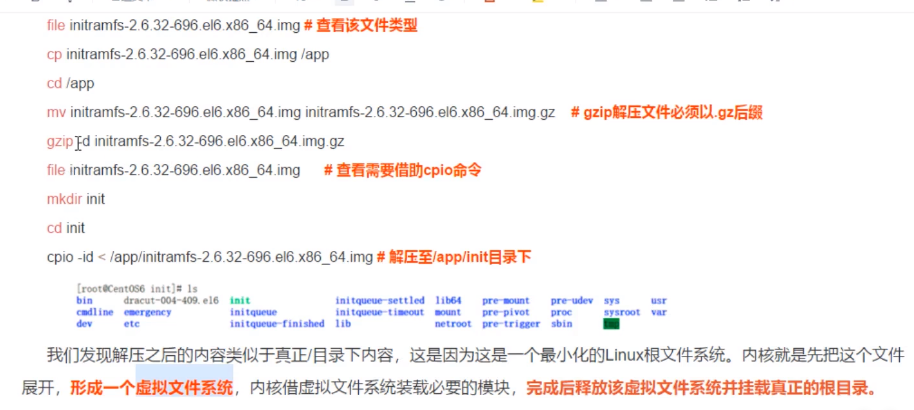 file initramfs-2.6.32-696.el6.x86_64.img # 查看该文件类型
cp initramfs-2.6.32-696.el6.x86_64.img /app
cd /app
mv initramfs-2.6.32-696.el6.x86_64.img initramfs-2.6.32-696.el6.x86_64.img.gz # gzip解压文件必须以.gz后缀
gzip -d initramfs-2.6.32-696.el6.x86_64.img.gz
file initramfs-2.6.32-696.el6.x86_64.img # 查看需要借助cpio命令
mkdir init
cd init
cpio -id < /app/initramfs-2.6.32-696.el6.x86_64.img # 解压至/app/init目录下
[root@CentOS6 init]# ls
bin dracut-004-409.el6 init initqueue-settled lib64 pre-mount pre-udev sys usr
cmdline emergency initqueue initqueue-timeout mount pre-pivot proc sysroot var
dev etc initqueue-finished lib netroot pre-trigger sbin
我们发现解压之后的内容类似于真正/目录下内容，这是因为这是一个最小化的Linux根文件系统。内核就是先把这个文件
展开，形成一个虚拟文件系统，内核借虚拟文件系统装载必要的模块，完成后释放该虚拟文件系统并挂载真正的根目录。